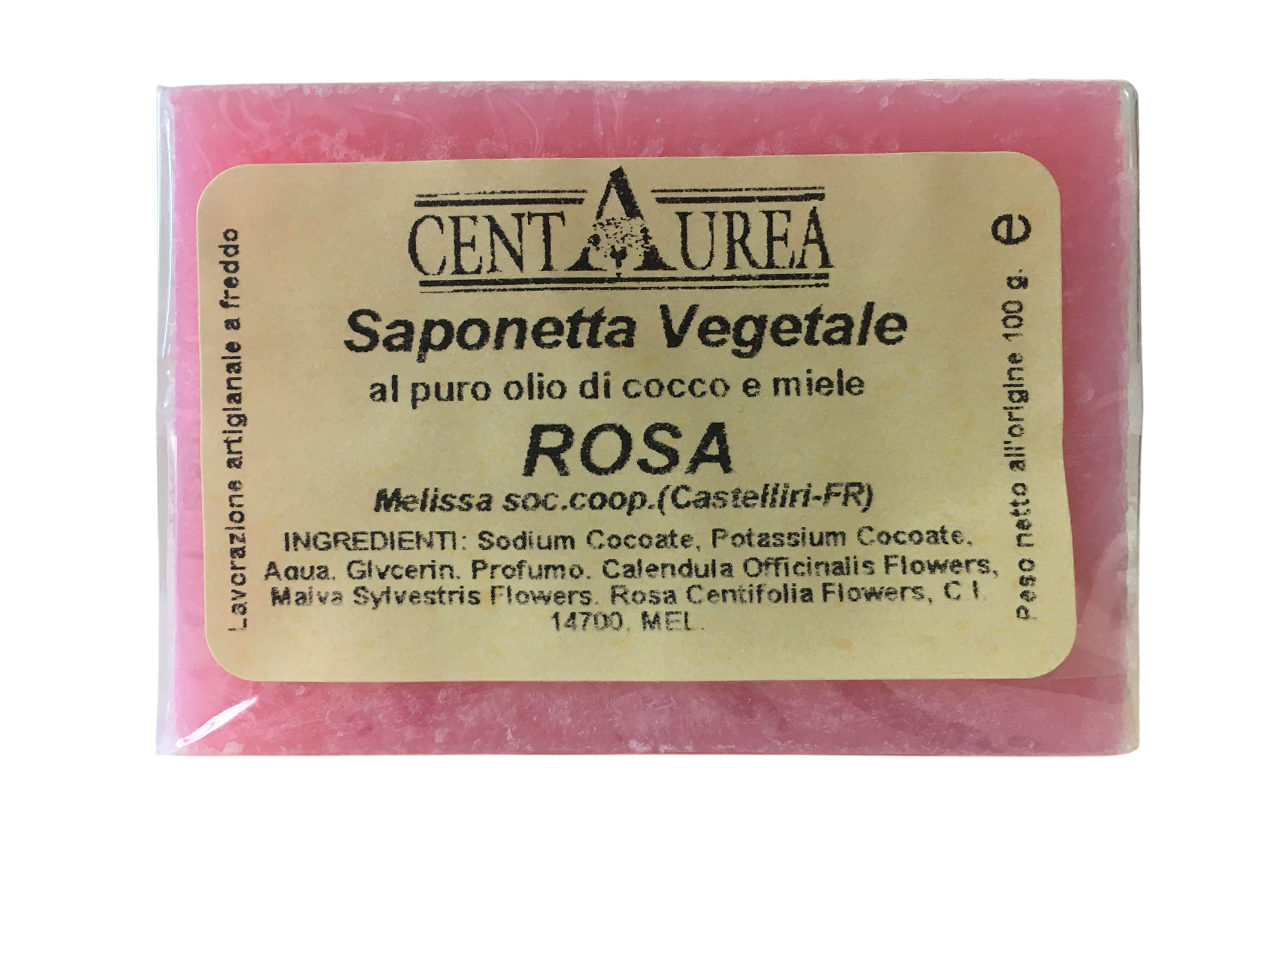 CENTAUREA
Saponetta Vegetale
al puro olio di cocco e miele
ROSA
Melissa soc.coop.(Castelliri-FR)
INGREDIENTI: Sodium Cocoate, Potassium Cocoate,
Aqua. Glycerin. Profumo. Calendula Officinalis Flowers,
Malva Sylvestris Flowers. Rosa Centifolia Flowers, C.I.
14700, MEL.
Lavorazione artigianale a freddo
Peso netto all'origine 100 g. e